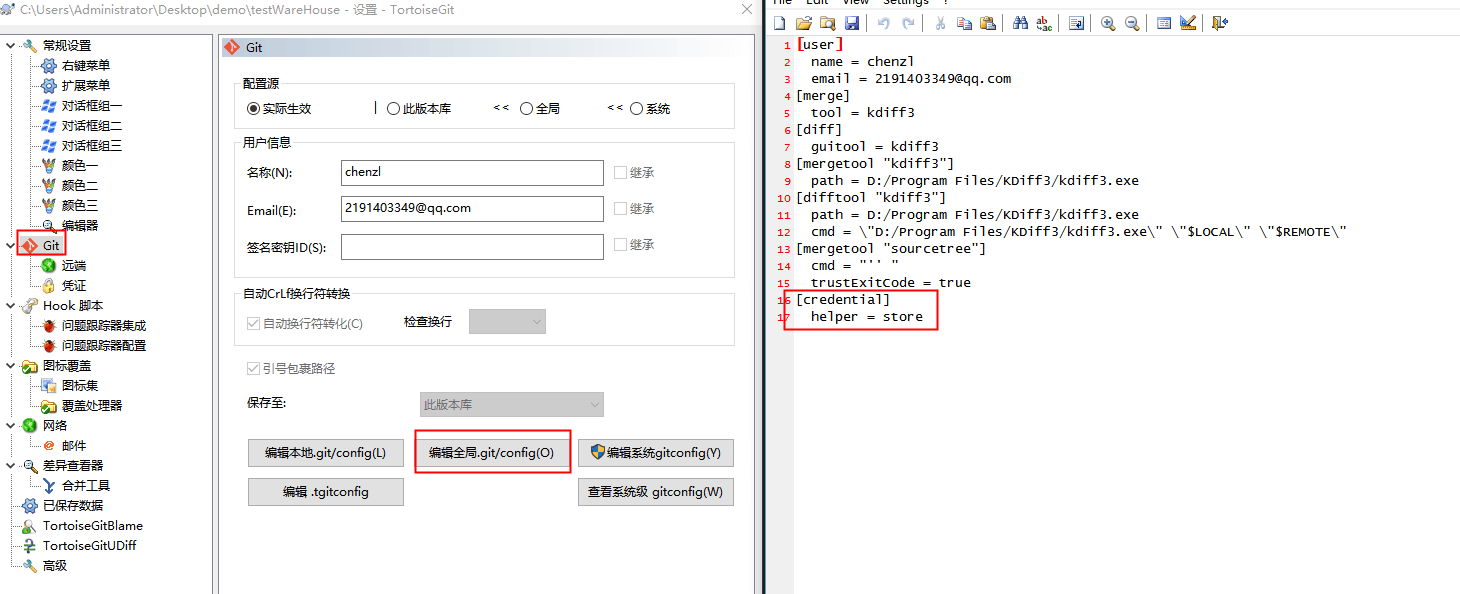 C:\Users\Administrator\Desktop\demo\testWareHouse - 设置 - TortoiseGit
常规设置
右键菜单
扩展菜单
对话框组一
对话框组二
对话框组三
颜色一
颜色二
颜色三
编辑器
Git
远端
凭证
Hook 脚本
问题跟踪器集成
问题跟踪器配置
图标覆盖
图标集
覆盖处理器
网络
邮件
差异查看器
合并工具
已保存数据
TortoiseGitBlame
TortoiseGitUDiff
高级
Git
配置源
实际生效 | 此版本库 << 全局 << 系统
用户信息
名称(N): chenzl 继承
Email(E): 2191403349@qq.com 继承
签名密钥ID(S): 继承
自动CrLf换行符转换
自动换行符转化(C) 检查换行
引号包裹路径
保存至: 此版本库
编辑本地.git/config(L) 编辑全局.git/config(O) 编辑系统gitconfig(Y)
编辑 .tgitconfig 查看系统级 gitconfig(W)
File Edit View Settings ?
1 [user]
2 name = chenzl
3 email = 2191403349@qq.com
4 [merge]
5 tool = kdiff3
6 [diff]
7 guitool = kdiff3
8 [mergetool "kdiff3"]
9 path = D:/Program Files/KDiff3/kdiff3.exe
10 [difftool "kdiff3"]
11 path = D:/Program Files/KDiff3/kdiff3.exe
12 cmd = \"D:/Program Files/KDiff3/kdiff3.exe\" \"$LOCAL\" \"$REMOTE\"
13 [mergetool "sourcetree"]
14 cmd = "'' "
15 trustExitCode = true
16 [credential]
17 helper = store